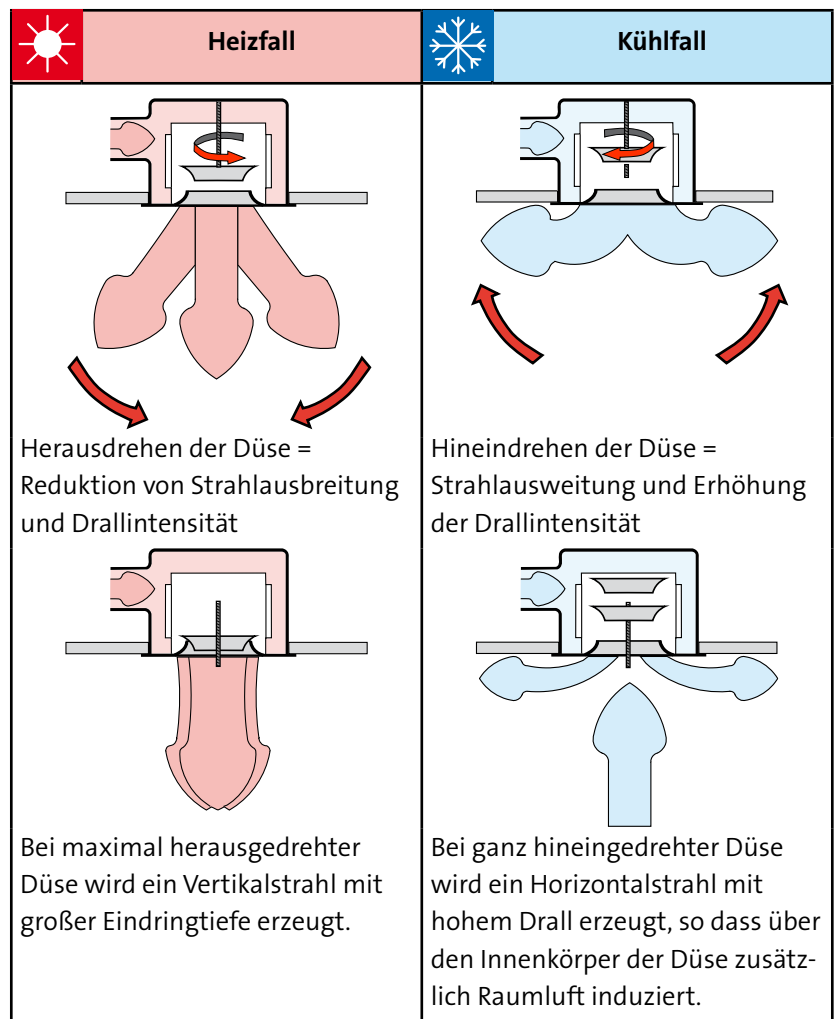 Heizfall
Kühlfall
Herausdrehen der Düse =
Reduktion von Strahlausbreitung
und Drallintensität
Hineindrehen der Düse =
Strahlausweitung und Erhöhung
der Drallintensität
Bei maximal herausgedrehter
Düse wird ein Vertikalstrahl mit
großer Eindringtiefe erzeugt.
Bei ganz hineingedrehter Düse
wird ein Horizontalstrahl mit
hohem Drall erzeugt, so dass über
den Innenkörper der Düse zusätz-
lich Raumluft induziert.